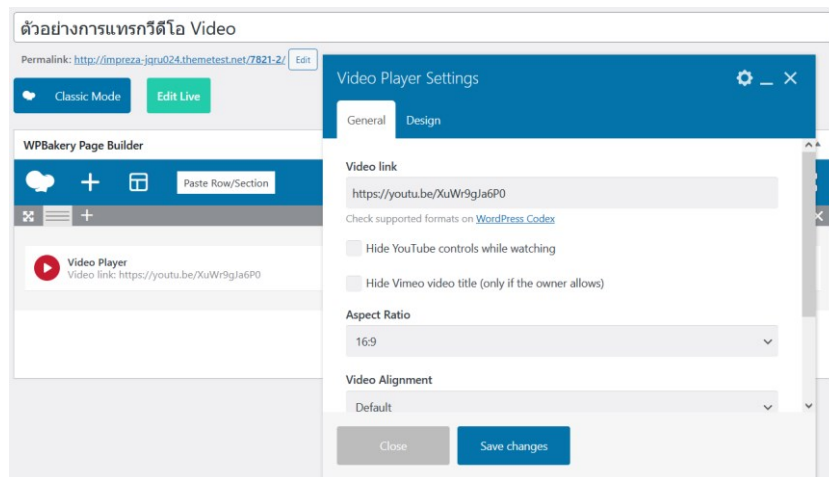 ตัวอย่างการแทรกวีดีโอ Video
Permalink: http://impreza-jqru024.themetest.net/7821-2/ Edit
Classic Mode
Edit Live
WPBakery Page Builder
Paste Row/Section
Video Player
Video link: https://youtu.be/XuWr9gJa6P0
Video Player Settings
General Design
Video link
https://youtu.be/XuWr9gJa6P0
Check supported formats on WordPress Codex
Hide YouTube controls while watching
Hide Vimeo video title (only if the owner allows)
Aspect Ratio
16:9
Video Alignment
Default
Close
Save changes